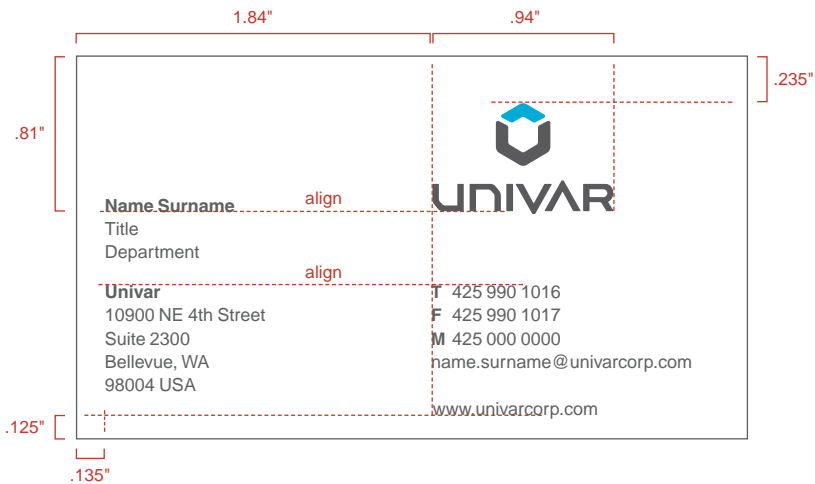 1.84"
.94"
.235"
.81"
UNIVAR
Name Surname
align
Title
Department
align
Univar
10900 NE 4th Street
Suite 2300
Bellevue, WA
98004 USA
T 425 990 1016
F 425 990 1017
M 425 000 0000
name.surname@univarcorp.com
www.univarcorp.com
.125"
.135"